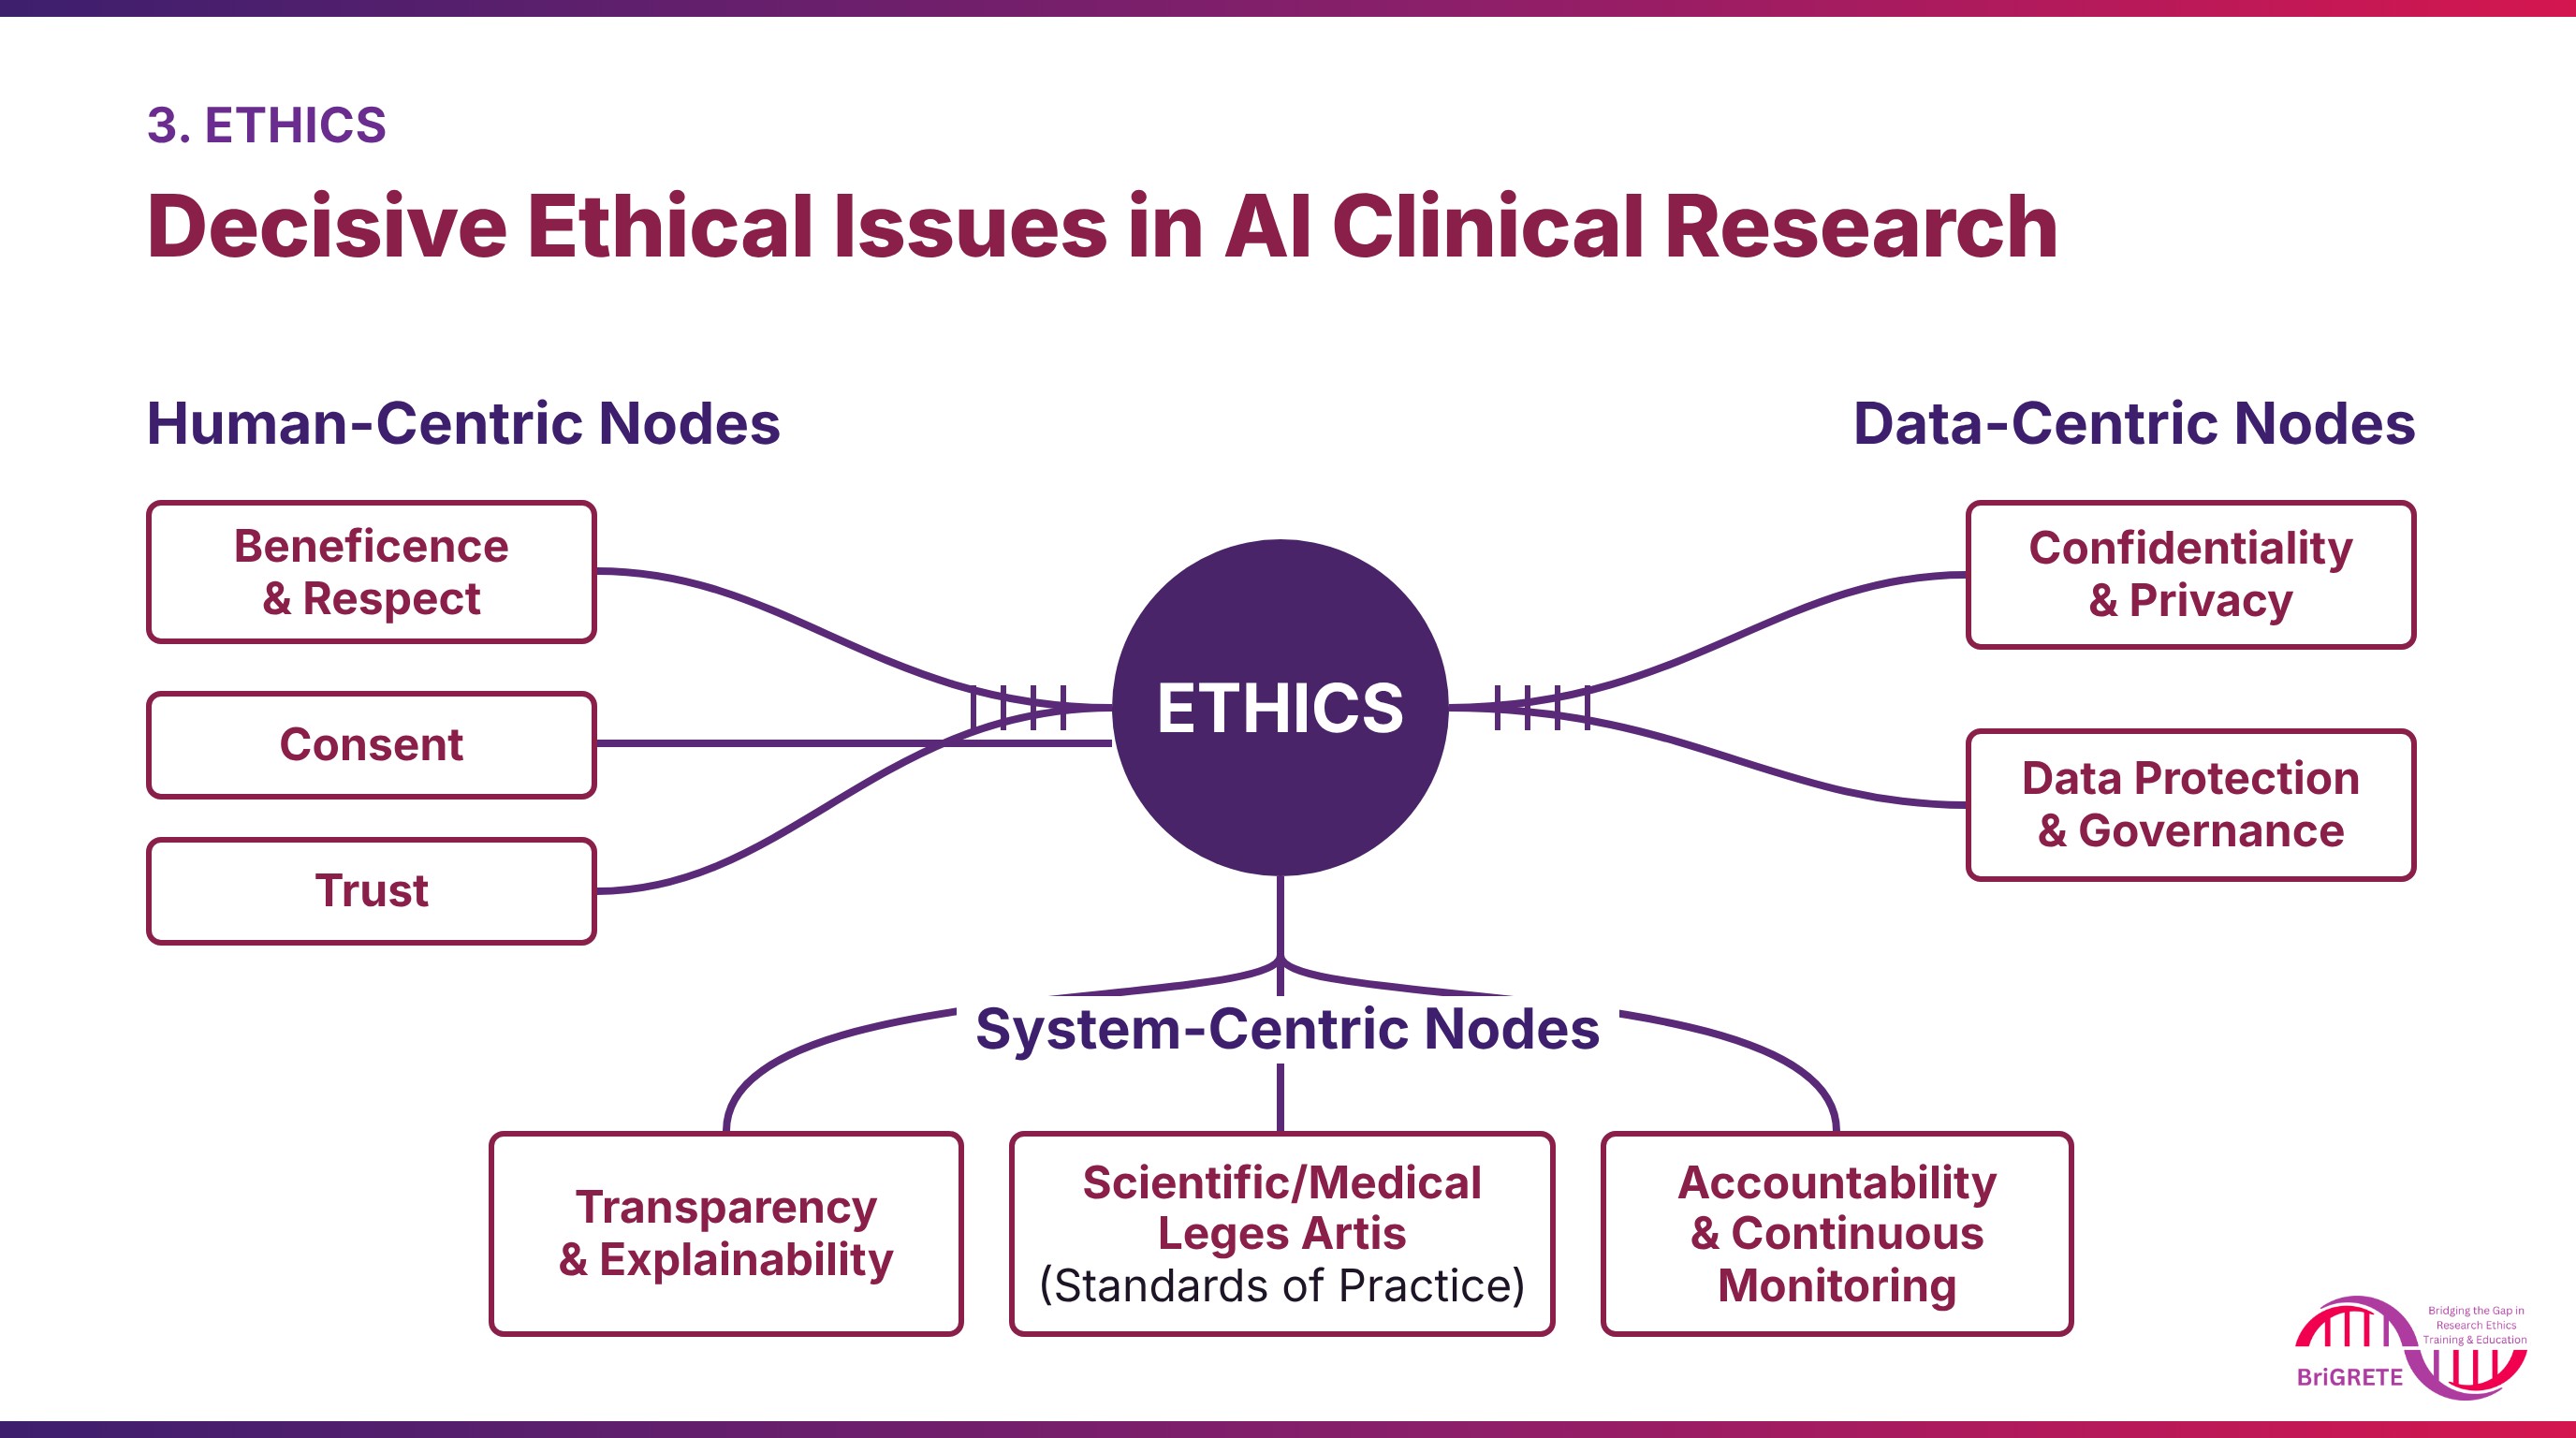 3. ETHICS
Decisive Ethical Issues in AI Clinical Research
Human-Centric Nodes
Beneficence
& Respect
Consent
Trust
ETHICS
Data-Centric Nodes
Confidentiality
& Privacy
Data Protection
& Governance
System-Centric Nodes
Transparency
& Explainability
Scientific/Medical
Leges Artis
(Standards of Practice)
Accountability
& Continuous
Monitoring
Bridging the Gap in
Research Ethics
Training & Education
BriGRETE